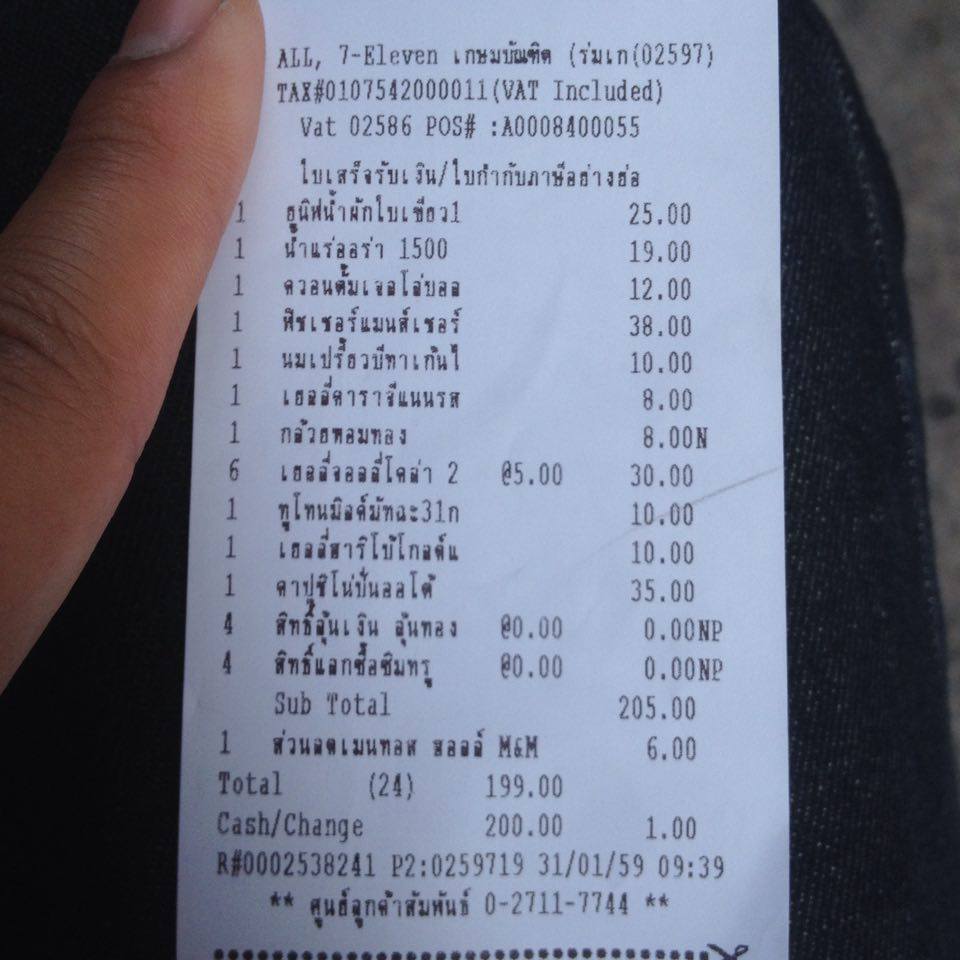 ALL, 7-Eleven เกษมบัณฑิต (ร่มเก(02597)
TAX#0107542000011(VAT Included)
Vat 02586 POS# :A0008400055
ใบเสร็จรับเงิน/ใบกำกับภาษีอย่างย่อ
1 ยูนิฟน้ำผักใบเขียว1 25.00
1 น้ำแร่ออร่า 1500 19.00
1 ควอนตั้มเจลโล่บอล 12.00
1 ฟิชเชอร์แมนส์เชอร์ 38.00
1 นมเปรี้ยวบีทาเก้นไ 10.00
1 เยลลี่คาราจีแนนรส 8.00
1 กล้วยหอมทอง 8.00N
6 เยลลี่จอลลี่โคล่า 2 @5.00 30.00
1 ทูโทนมิลค์มัทฉะ31ก 10.00
1 เยลลี่ฮาริโบ้โกลด์แ 10.00
1 คาปูชิโน่ปั่นออลโด้ 35.00
4 สิทธิ์ลุ้นเงิน ลุ้นทอง @0.00 0.00NP
4 สิทธิ์แลกซื้อซิมทรู @0.00 0.00NP
Sub Total 205.00
1 ส่วนลดเมนทอส ฮอลล์ M&M 6.00
Total (24) 199.00
Cash/Change 200.00 1.00
R#0002538241 P2:0259719 31/01/59 09:39
** ศูนย์ลูกค้าสัมพันธ์ 0-2711-7744 **